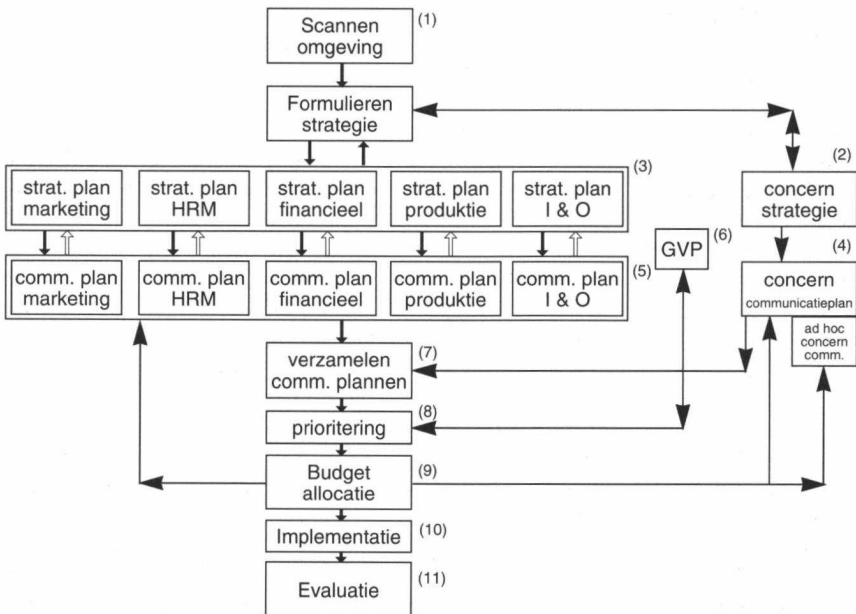 Scannen
omgeving
(1)
Formulieren
strategie
(2)
(3)
strat. plan
marketing
strat. plan
HRM
strat. plan
financieel
strat. plan
produktie
strat. plan
I & O
concern
strategie
(4)
(5)
comm. plan
marketing
comm. plan
HRM
comm. plan
financieel
comm. plan
produktie
comm. plan
I & O
GVP
(6)
concern
communicatieplan
ad hoc
concern
comm.
verzamelen
comm. plannen
(7)
prioritering
(8)
Budget
allocatie
(9)
Implementatie
(10)
Evaluatie
(11)